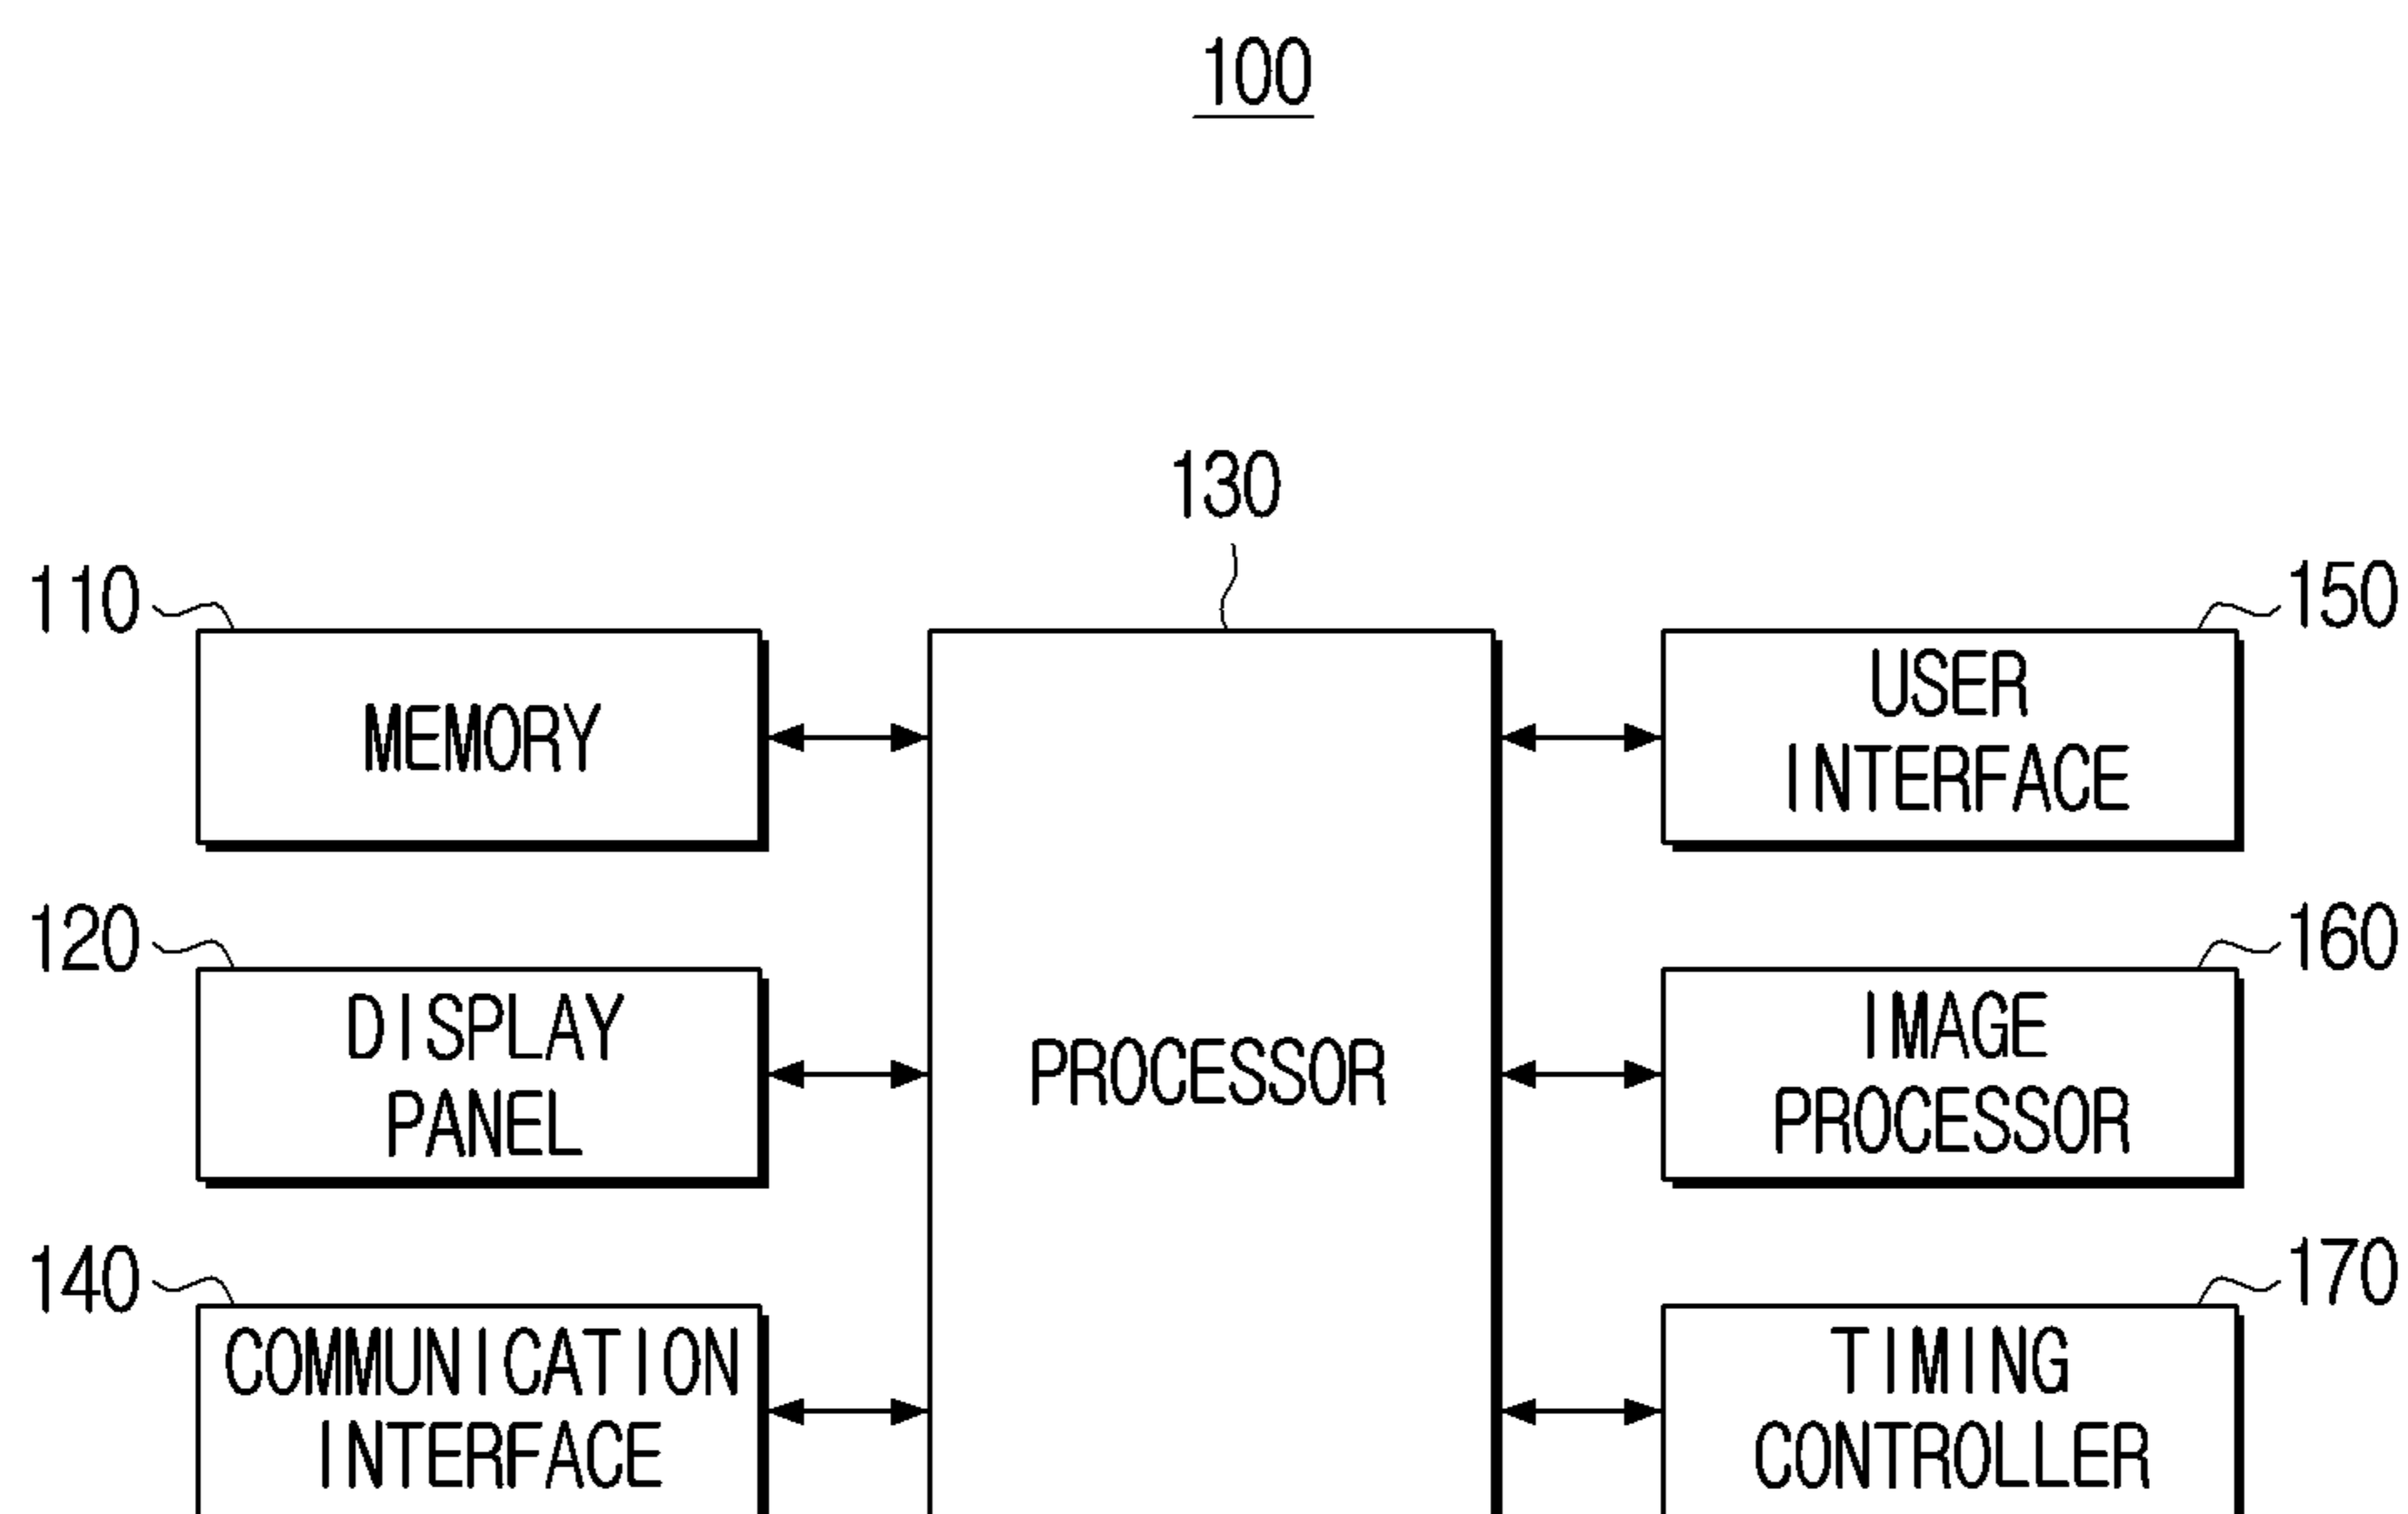 100
130
110
150
MEMORY
USER
INTERFACE
120
160
DISPLAY
PANEL
PROCESSOR
IMAGE
PROCESSOR
140
170
COMMUNICATION
INTERFACE
TIMING
CONTROLLER